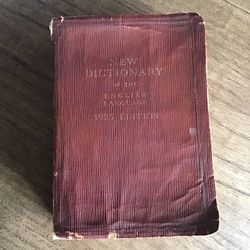 NEW
DICTIONARY
OF THE
ENGLISH
LANGUAGE
1925 EDITION